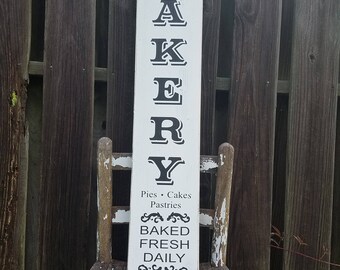 A
K
E
R
Y
Pies • Cakes
Pastries
BAKED
FRESH
DAILY